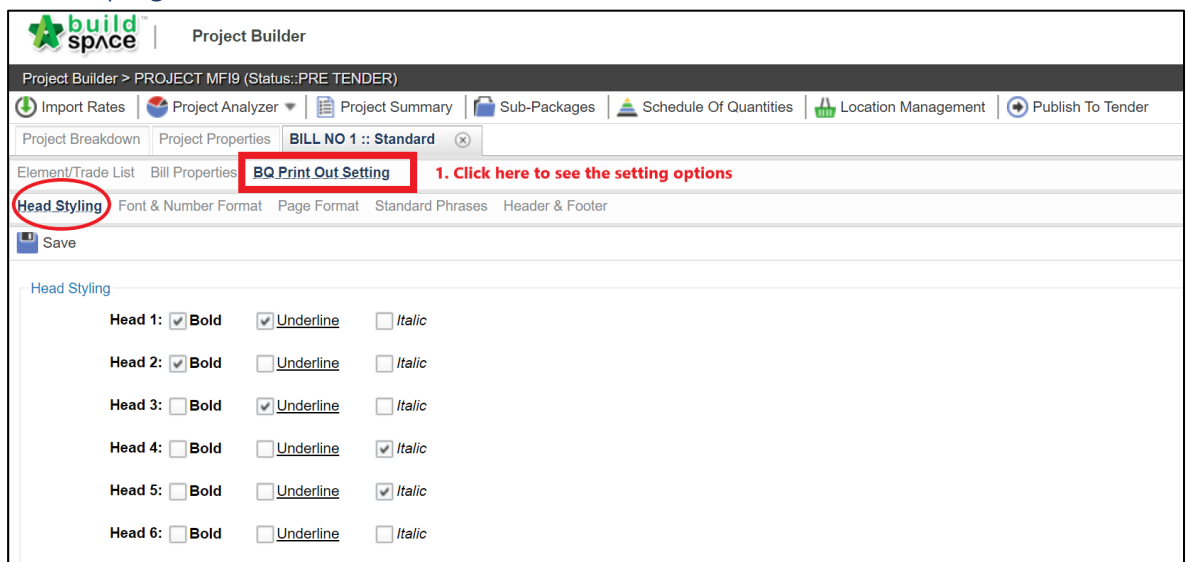 build™
spʌce
Project Builder
Project Builder > PROJECT MFI9 (Status::PRE TENDER)
Import Rates Project Analyzer Project Summary Sub-Packages Schedule Of Quantities Location Management Publish To Tender
Project Breakdown Project Properties BILL NO 1 :: Standard
Element/Trade List Bill Properties BQ Print Out Setting 1. Click here to see the setting options
Head Styling Font & Number Format Page Format Standard Phrases Header & Footer
Save
Head Styling
Head 1: Bold Underline Italic
Head 2: Bold Underline Italic
Head 3: Bold Underline Italic
Head 4: Bold Underline Italic
Head 5: Bold Underline Italic
Head 6: Bold Underline Italic